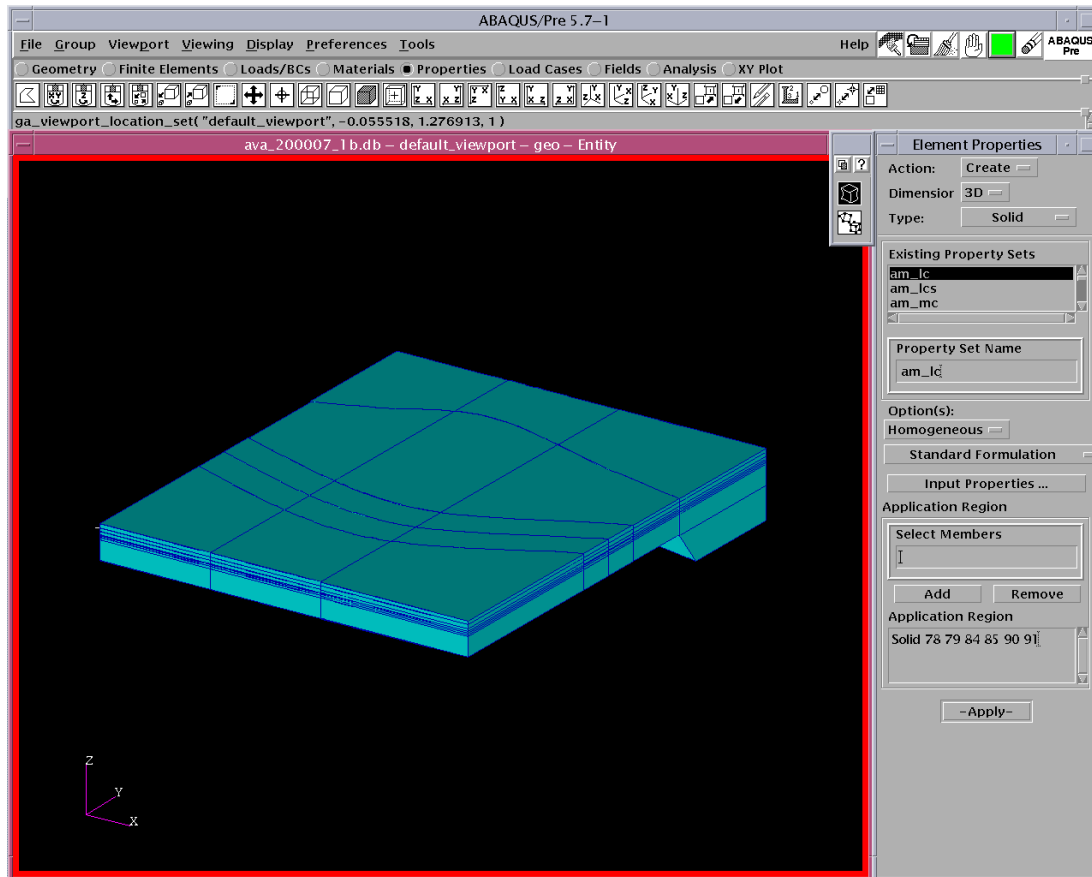 ABAQUS/Pre 5.7-1
File Group Viewport Viewing Display Preferences Tools Help
ABAQUS
Pre
Geometry Finite Elements Loads/BCs Materials Properties Load Cases Fields Analysis XY Plot
ga_viewport_location_set( "default_viewport", -0.055518, 1.276913, 1 )
ava_200007_1b.db - default_viewport - geo - Entity
?
Element Properties
Action: Create
Dimension 3D
Type: Solid
Existing Property Sets
am_lc
am_lcs
am_mc
Property Set Name
am_lc
Option(s):
Homogeneous
Standard Formulation
Input Properties ...
Application Region
Select Members
Add Remove
Application Region
Solid 78 79 84 85 90 91
-Apply-
Z
Y
X